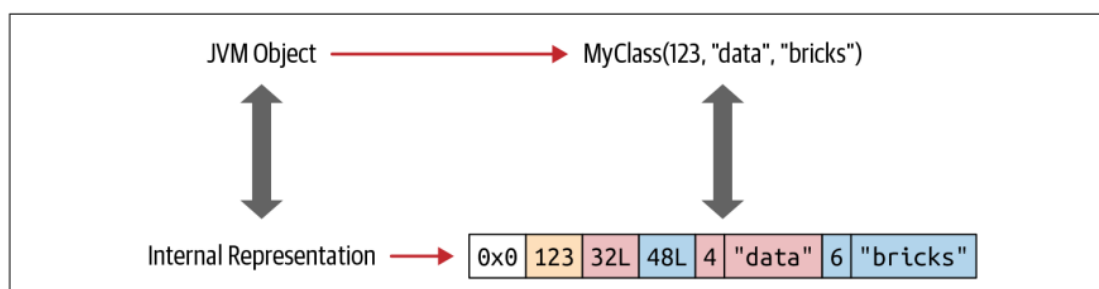 JVM Object MyClass(123, "data", "bricks")
Internal Representation 0x0 123 32L 48L 4 "data" 6 "bricks"